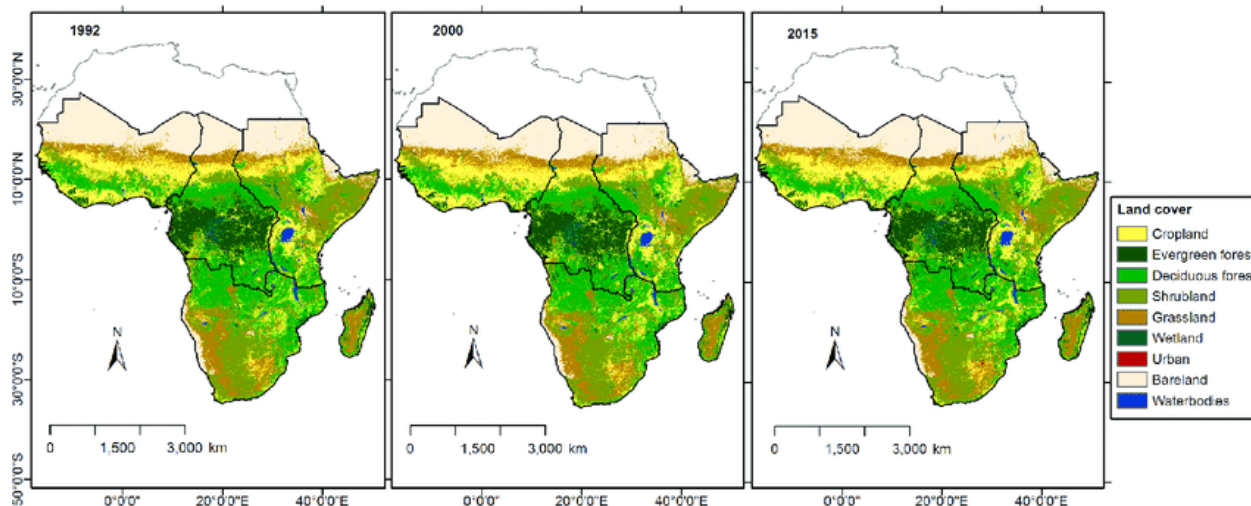 1992
2000
2015
30°0'0"N
10°0'0"N
10°0'0"S
30°0'0"S
50°0'0"S
N
N
N
0 1,500 3,000 km
0 1,500 3,000 km
0 1,500 3,000 km
0°0'0" 20°0'0"E 40°0'0"E
0°0'0" 20°0'0"E 40°0'0"E
0°0'0" 20°0'0"E 40°0'0"E
Land cover
Cropland
Evergreen fores
Deciduous fores
Shrubland
Grassland
Wetland
Urban
Bareland
Waterbodies